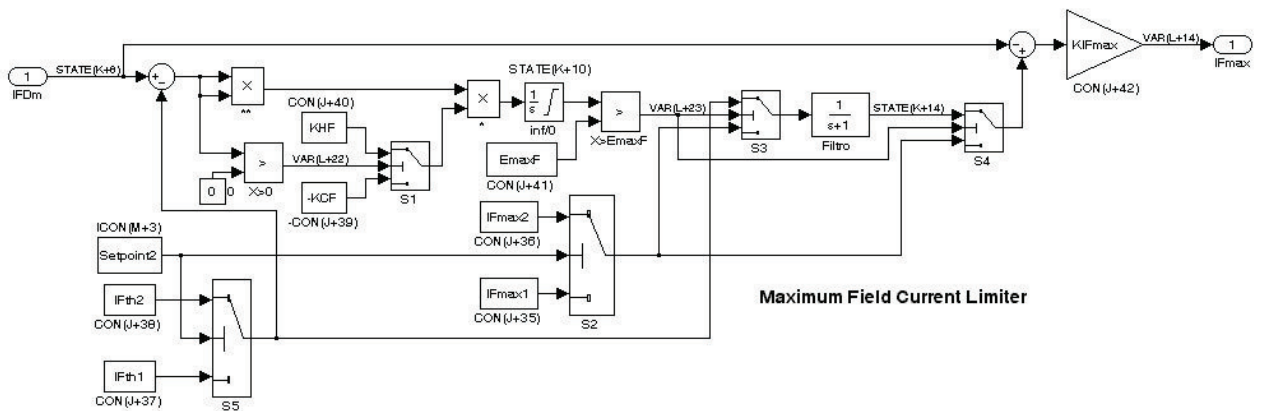 1
IFDm
STATE(K+6)
+
-
×
^^
CON(J+40)
KHF
>
X>0
0
0
VAR(L+22)
-KCF
-CON(J+39)
S1
×
^
STATE(K+10)
1
s
inf/0
>
X>EmaxF
EmaxF
CON(J+41)
VAR(L+23)
S3
1
s+1
Filtro
STATE(K+14)
S4
-
+
KIFmax
CON(J+42)
VAR(L+14)
1
IFmax
ICON(M+3)
Setpoint2
IFmax2
CON(J+36)
IFmax1
CON(J+35)
S2
IFth2
CON(J+38)
IFth1
CON(J+37)
S5
Maximum Field Current Limiter